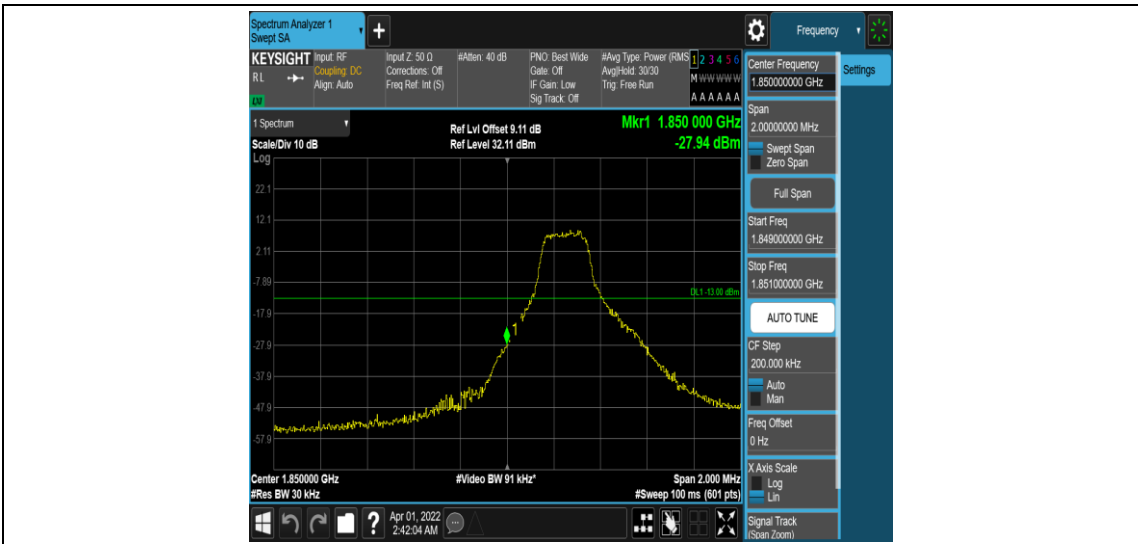 Spectrum Analyzer 1
Swept SA
+
Frequency
KEYSIGHT
RL
LXI
Input: RF
Coupling: DC
Align: Auto
Input Z: 50 Ω
Corrections: Off
Freq Ref: Int (S)
#Atten: 40 dB
PNO: Best Wide
Gate: Off
IF Gain: Low
Sig Track: Off
#Avg Type: Power (RMS
Avg|Hold: 30/30
Trig: Free Run
1 2 3 4 5 6
M W W W W W
A A A A A A
Center Frequency
1.850000000 GHz
Settings
Span
2.00000000 MHz
Swept Span
Zero Span
Full Span
Start Freq
1.849000000 GHz
Stop Freq
1.851000000 GHz
AUTO TUNE
CF Step
200.000 kHz
Auto
Man
Freq Offset
0 Hz
X Axis Scale
Log
Lin
Signal Track
(Span Zoom)
1 Spectrum
Scale/Div 10 dB
Log
Ref Lvl Offset 9.11 dB
Ref Level 32.11 dBm
Mkr1 1.850 000 GHz
-27.94 dBm
22.1
12.1
2.11
-7.89
-17.9
-27.9
-37.9
-47.9
-57.9
DL1 -13.00 dBm
1
Center 1.850000 GHz
#Res BW 30 kHz
#Video BW 91 kHz*
Span 2.000 MHz
#Sweep 100 ms (601 pts)
?
Apr 01, 2022
2:42:04 AM